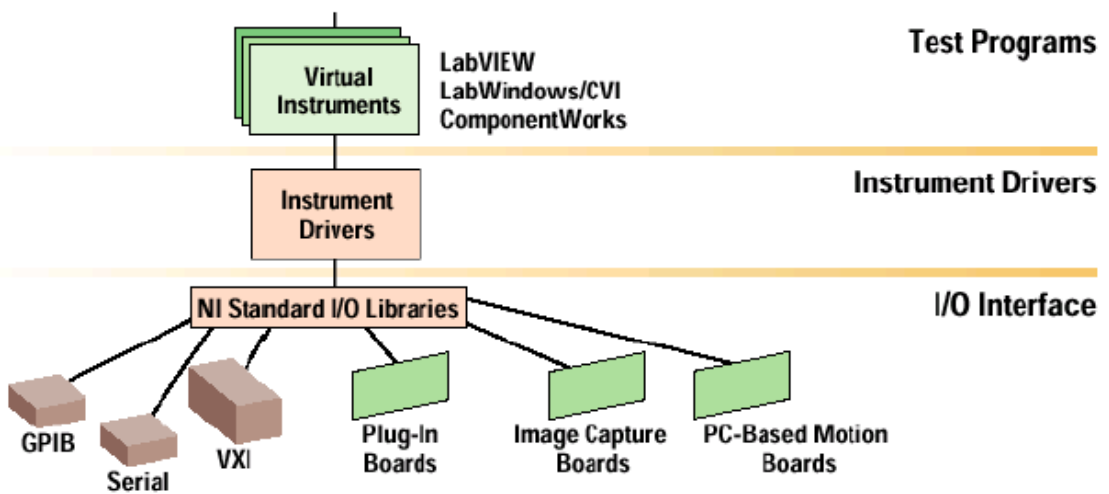 Test Programs
Virtual
Instruments
LabVIEW
LabWindows/CVI
ComponentWorks
Instrument Drivers
Instrument
Drivers
I/O Interface
NI Standard I/O Libraries
GPIB
Serial
VXI
Plug-In
Boards
Image Capture
Boards
PC-Based Motion
Boards